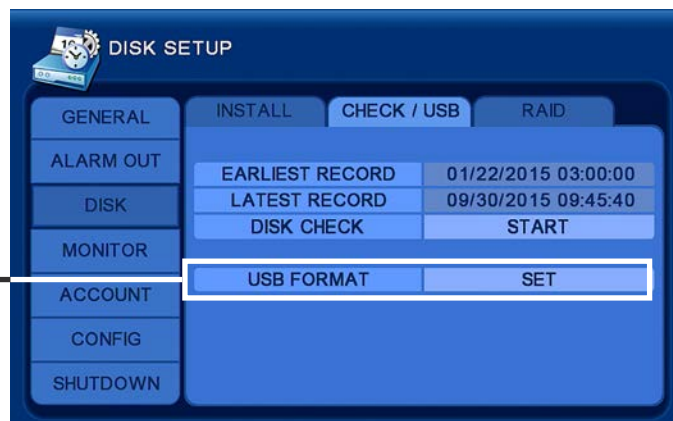 DISK SETUP
INSTALL CHECK / USB RAID
GENERAL
ALARM OUT
DISK
MONITOR
ACCOUNT
CONFIG
SHUTDOWN
EARLIEST RECORD 01/22/2015 03:00:00
LATEST RECORD 09/30/2015 09:45:40
DISK CHECK START
USB FORMAT SET